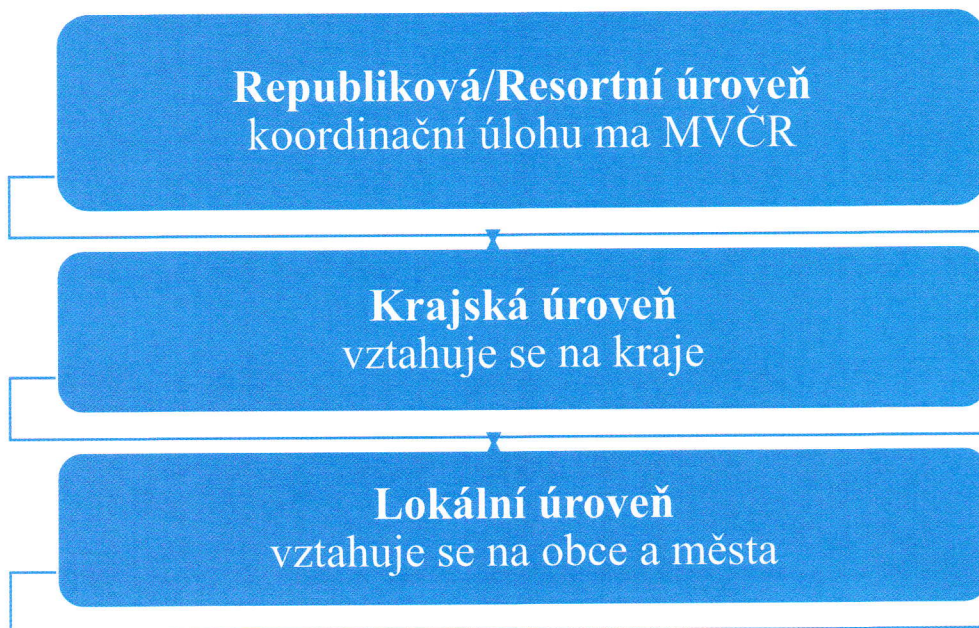 Republiková/Resortní úroveň
koordinační úlohu ma MVČR
Krajská úroveň
vztahuje se na kraje
Lokální úroveň
vztahuje se na obce a města